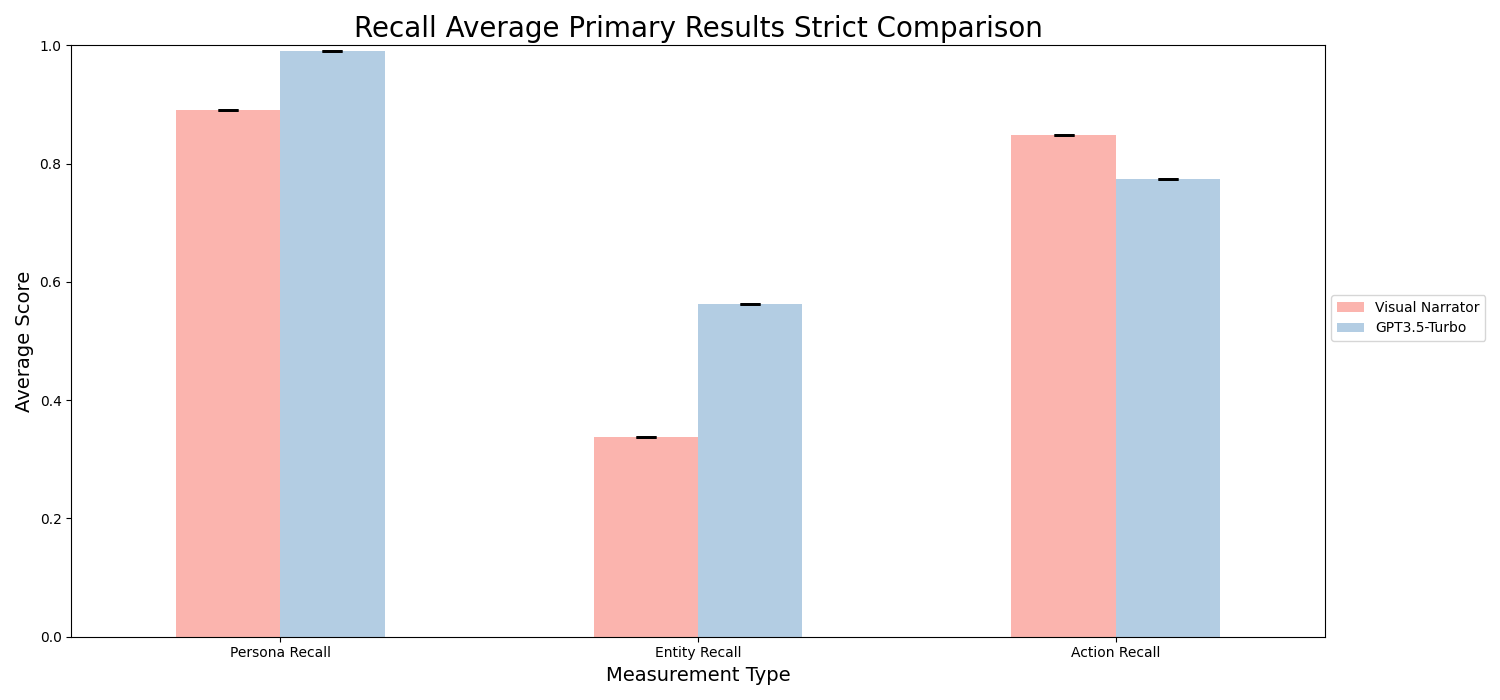 Recall Average Primary Results Strict Comparison
Average Score
1.0
0.8
0.6
0.4
0.2
0.0
Persona Recall
Entity Recall
Action Recall
Measurement Type
Visual Narrator
GPT3.5-Turbo